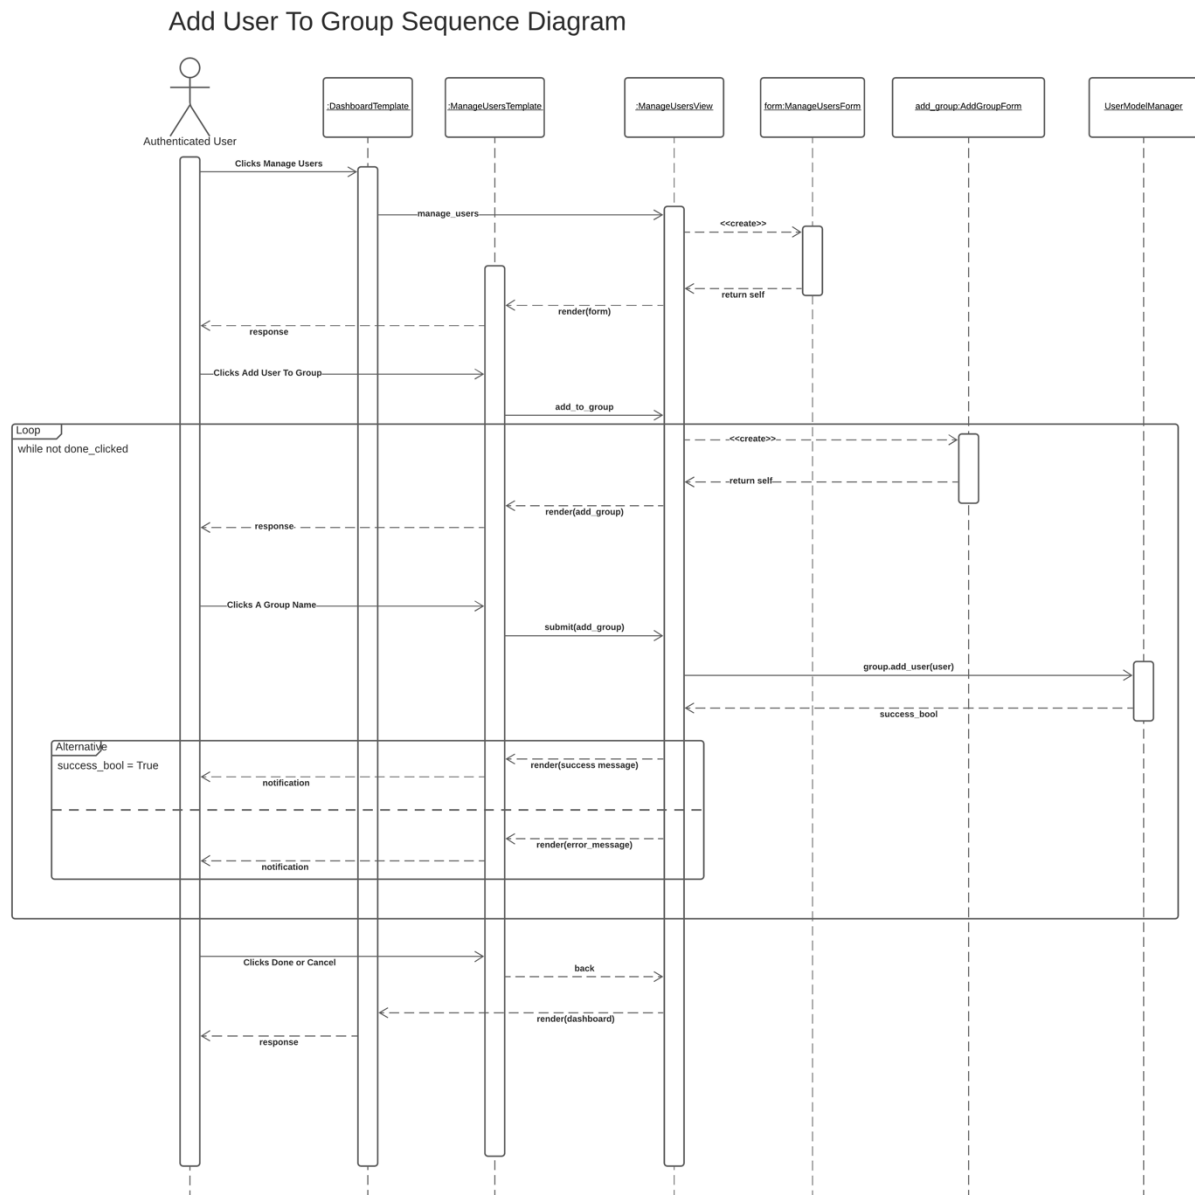 Add User To Group Sequence Diagram
Authenticated User
:DashboardTemplate
:ManageUsersTemplate
:ManageUsersView
form:ManageUsersForm
add_group:AddGroupForm
UserModelManager
Clicks Manage Users
manage_users
<<create>>
return self
render(form)
response
Clicks Add User To Group
add_to_group
Loop
while not done_clicked
<<create>>
return self
render(add_group)
response
Clicks A Group Name
submit(add_group)
group.add_user(user)
success_bool
Alternative
success_bool = True
render(success message)
notification
render(error_message)
notification
Clicks Done or Cancel
back
render(dashboard)
response